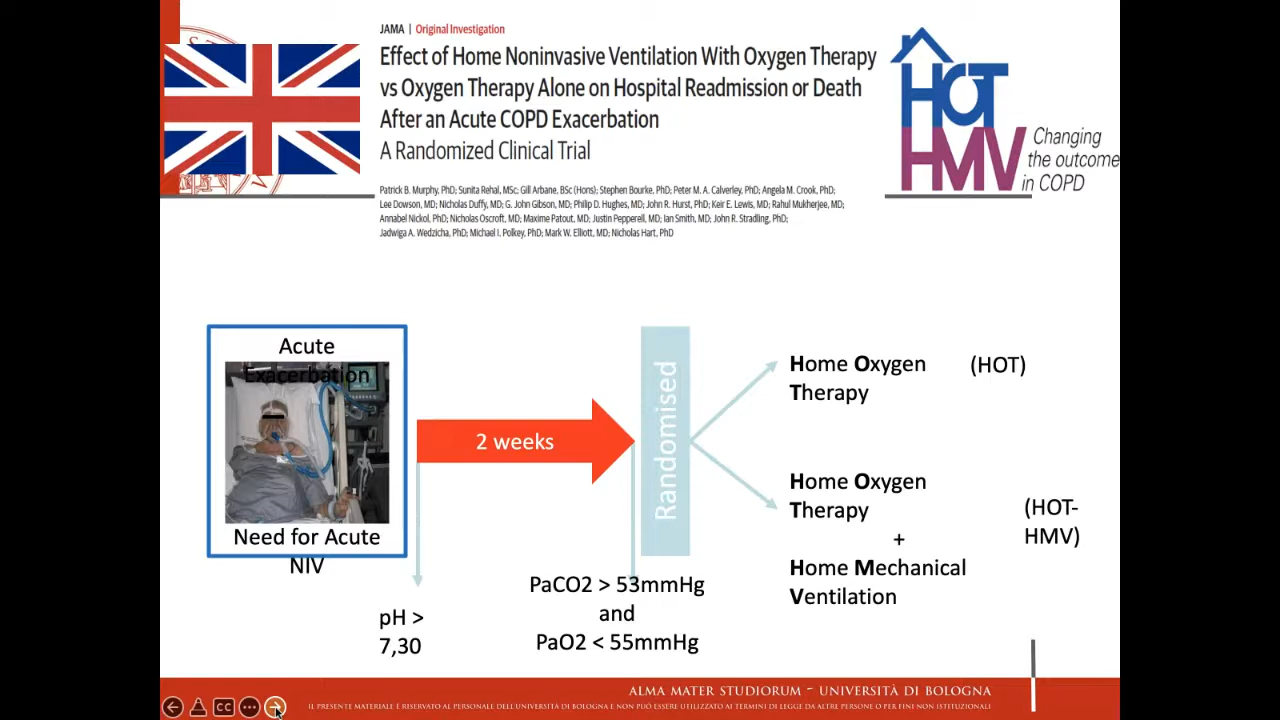 JAMA | Original Investigation
Effect of Home Noninvasive Ventilation With Oxygen Therapy
vs Oxygen Therapy Alone on Hospital Readmission or Death
After an Acute COPD Exacerbation
A Randomized Clinical Trial
Patrick B. Murphy, PhD; Sunita Rehal, MSc; Gill Arbane, BSc (Hons); Stephen Bourke, PhD; Peter M. A. Calverley, PhD; Angela M. Crook, PhD;
Lee Dowson, MD; Nicholas Duffy, MD; G. John Gibson, MD; Philip D. Hughes, MD; John R. Hurst, PhD; Keir E. Lewis, MD; Rahul Mukherjee, MD;
Annabel Nickol, PhD; Nicholas Oscroft, MD; Maxime Patout, MD; Justin Pepperell, MD; Ian Smith, MD; John R. Stradling, PhD;
Jadwiga A. Wedzicha, PhD; Michael I. Polkey, PhD; Mark W. Elliott, MD; Nicholas Hart, PhD
HOT
HMV
Changing
the outcome
in COPD
Acute
Exacerbation
Need for Acute
NIV
2 weeks
pH >
7,30
PaCO2 > 53mmHg
and
PaO2 < 55mmHg
Randomised
Home Oxygen (HOT)
Therapy
Home Oxygen
Therapy
+
Home Mechanical
Ventilation
(HOT-
HMV)
ALMA MATER STUDIORUM - UNIVERSITÀ DI BOLOGNA
IL PRESENTE MATERIALE È RISERVATO AL PERSONALE DELL'UNIVERSITÀ DI BOLOGNA E NON PUÒ ESSERE UTILIZZATO AI TERMINI DI LEGGE DA ALTRE PERSONE O PER FINI NON ISTITUZIONALI
CC